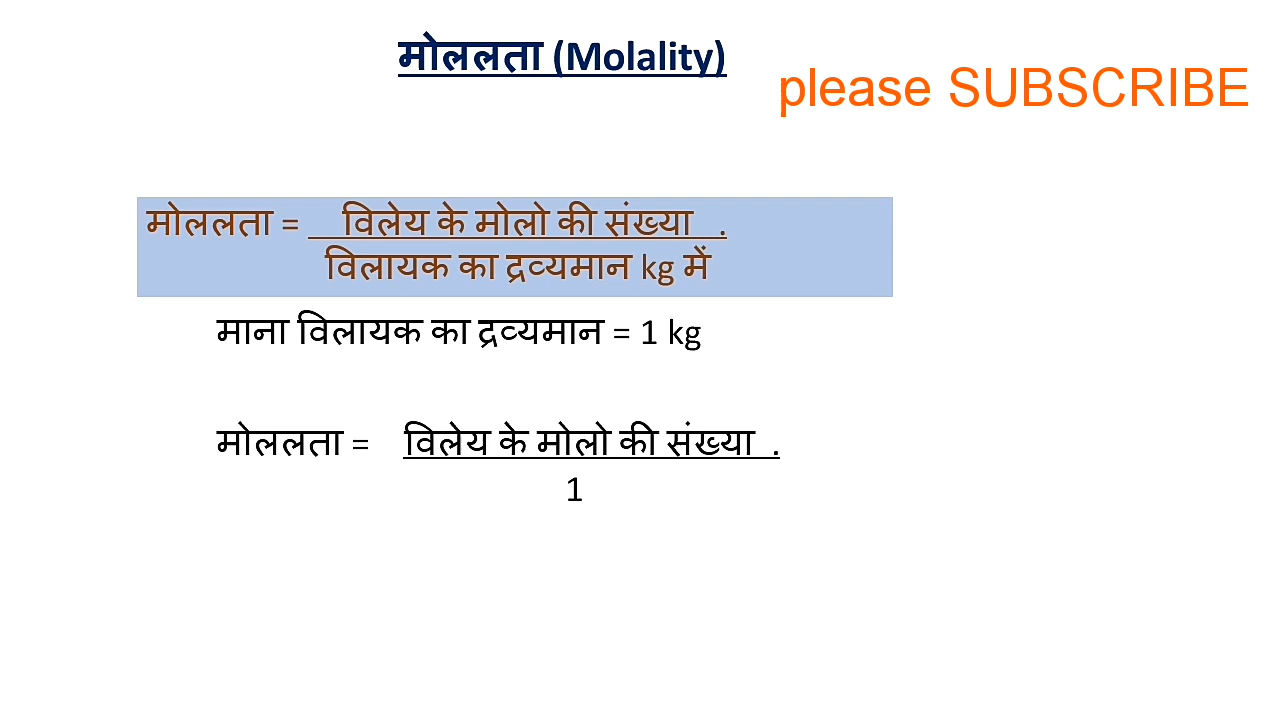 मोललता (Molality)
please SUBSCRIBE
मोललता = विलेय के मोलो की संख्या .
विलायक का द्रव्यमान kg में
माना विलायक का द्रव्यमान = 1 kg
मोललता = विलेय के मोलो की संख्या .
1